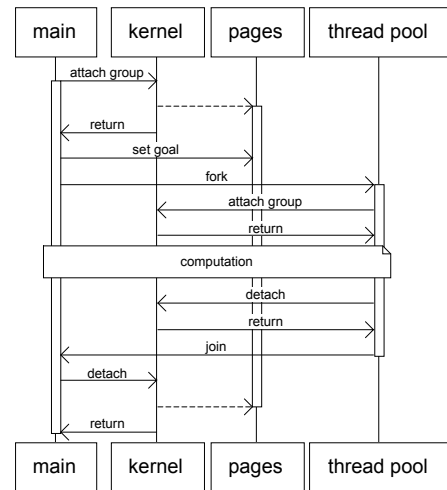 main kernel pages thread pool
attach group
return
set goal
fork
attach group
return
computation
detach
return
join
detach
return
main kernel pages thread pool